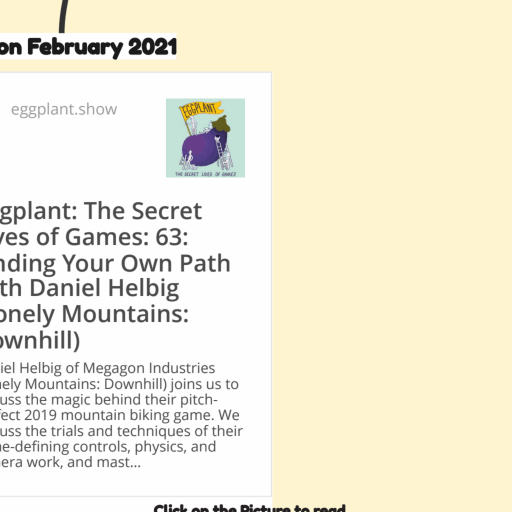 on February 2021
eggplant.show
EGGPLANT
THE SECRET LIVES OF GAMES
gplant: The Secret
ves of Games: 63:
nding Your Own Path
th Daniel Helbig
onely Mountains:
ownhill)
iel Helbig of Megagon Industries
nely Mountains: Downhill) joins us to
uss the magic behind their pitch-
fect 2019 mountain biking game. We
uss the trials and techniques of their
ne-defining controls, physics, and
era work, and mast...
Click on the Picture to read